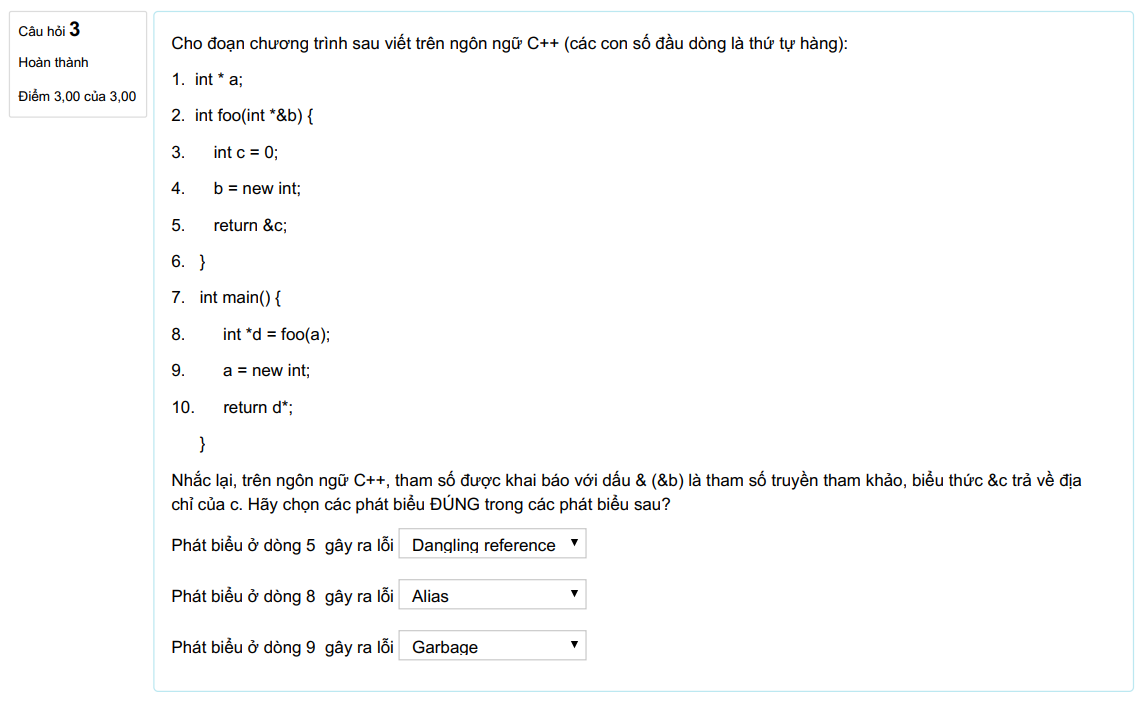 Câu hỏi 3
Hoàn thành
Điểm 3,00 của 3,00
Cho đoạn chương trình sau viết trên ngôn ngữ C++ (các con số đầu dòng là thứ tự hàng):
1. int * a;
2. int foo(int *&b) {
3. int c = 0;
4. b = new int;
5. return &c;
6. }
7. int main() {
8. int *d = foo(a);
9. a = new int;
10. return d*;
}
Nhắc lại, trên ngôn ngữ C++, tham số được khai báo với dấu & (&b) là tham số truyền tham khảo, biểu thức &c trả về địa
chỉ của c. Hãy chọn các phát biểu ĐÚNG trong các phát biểu sau?
Phát biểu ở dòng 5 gây ra lỗi Dangling reference
Phát biểu ở dòng 8 gây ra lỗi Alias
Phát biểu ở dòng 9 gây ra lỗi Garbage